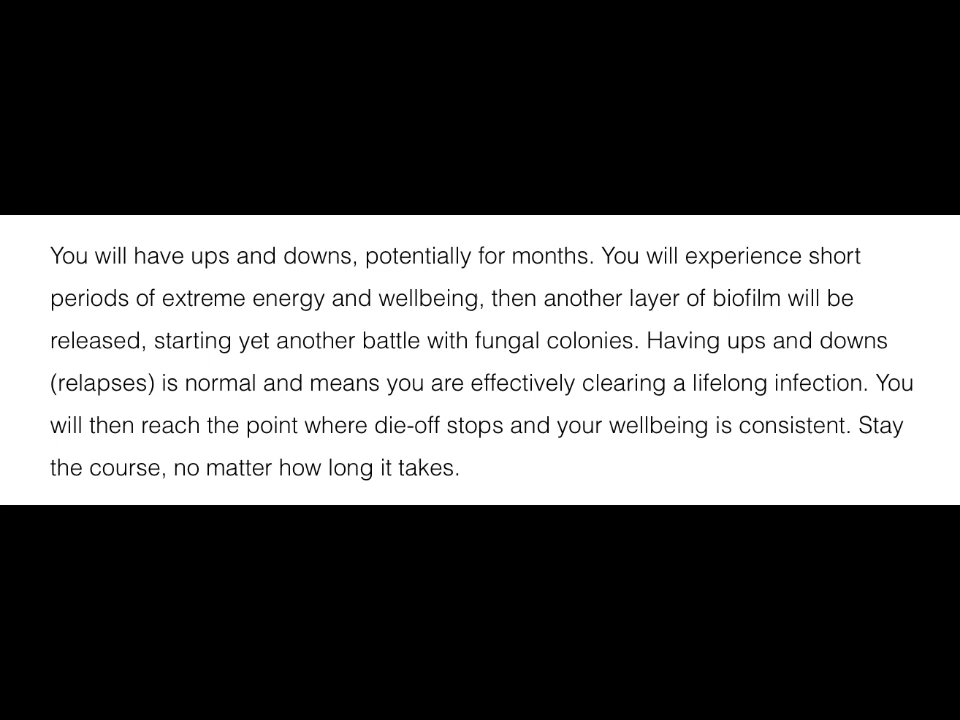 You will have ups and downs, potentially for months. You will experience short
periods of extreme energy and wellbeing, then another layer of biofilm will be
released, starting yet another battle with fungal colonies. Having ups and downs
(relapses) is normal and means you are effectively clearing a lifelong infection. You
will then reach the point where die-off stops and your wellbeing is consistent. Stay
the course, no matter how long it takes.